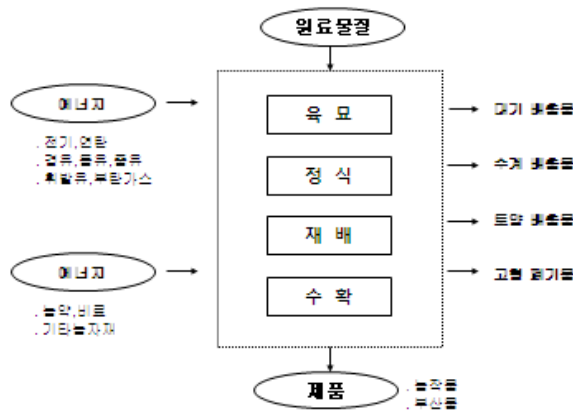 원료물질
에너지
. 전기,연탄
. 경유,등유,중유
. 휘발유,부탄가스
육 묘
정 식
재 배
수 확
대기 배출물
수계 배출물
토양 배출물
고형 폐기물
에너지
. 농약,비료
. 기타농자재
제품
. 농작물
. 부산물